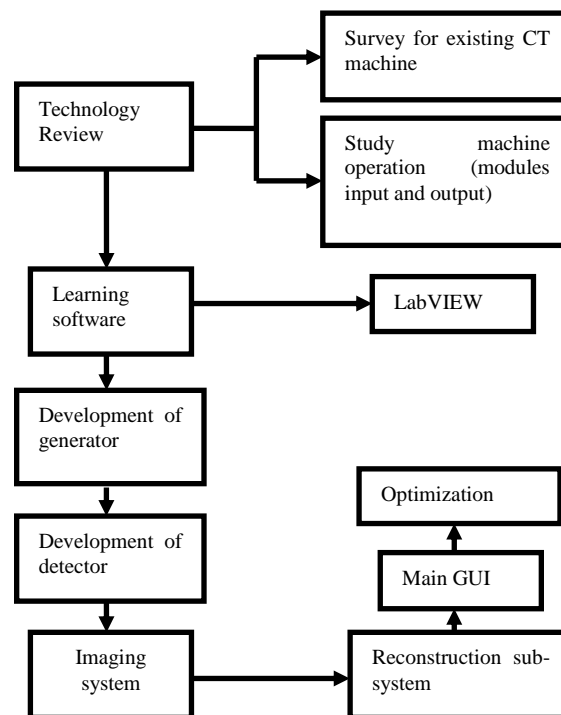 Survey for existing CT
machine
Technology
Review
Study machine
operation (modules
input and output)
Learning
software
LabVIEW
Development of
generator
Optimization
Development of
detector
Main GUI
Imaging
system
Reconstruction sub-
system